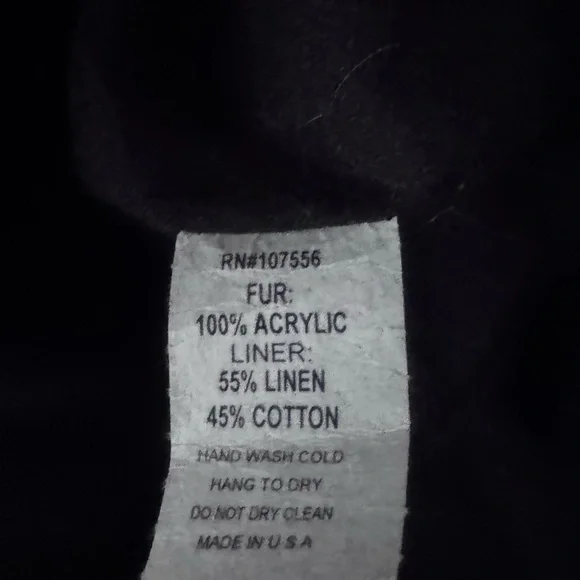 RN#107556
FUR:
100% ACRYLIC
LINER:
55% LINEN
45% COTTON
HAND WASH COLD
HANG TO DRY
DO NOT DRY CLEAN
MADE IN U S A